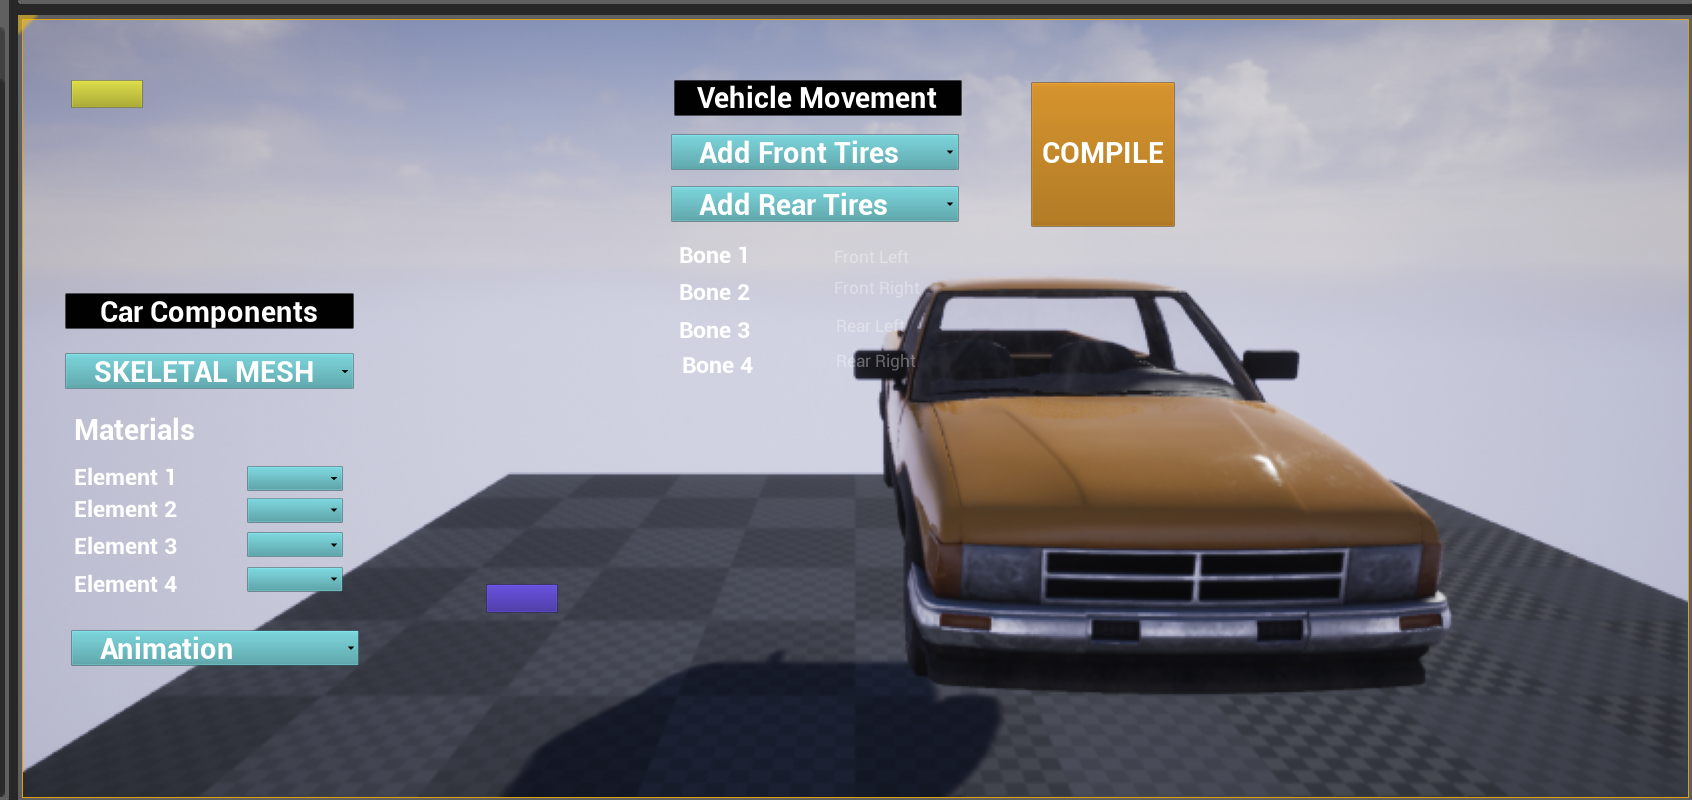 Vehicle Movement
Add Front Tires
COMPILE
Add Rear Tires
Bone 1 Front Left
Bone 2 Front Right
Bone 3 Rear Left
Bone 4 Rear Right
Car Components
SKELETAL MESH
Materials
Element 1
Element 2
Element 3
Element 4
Animation